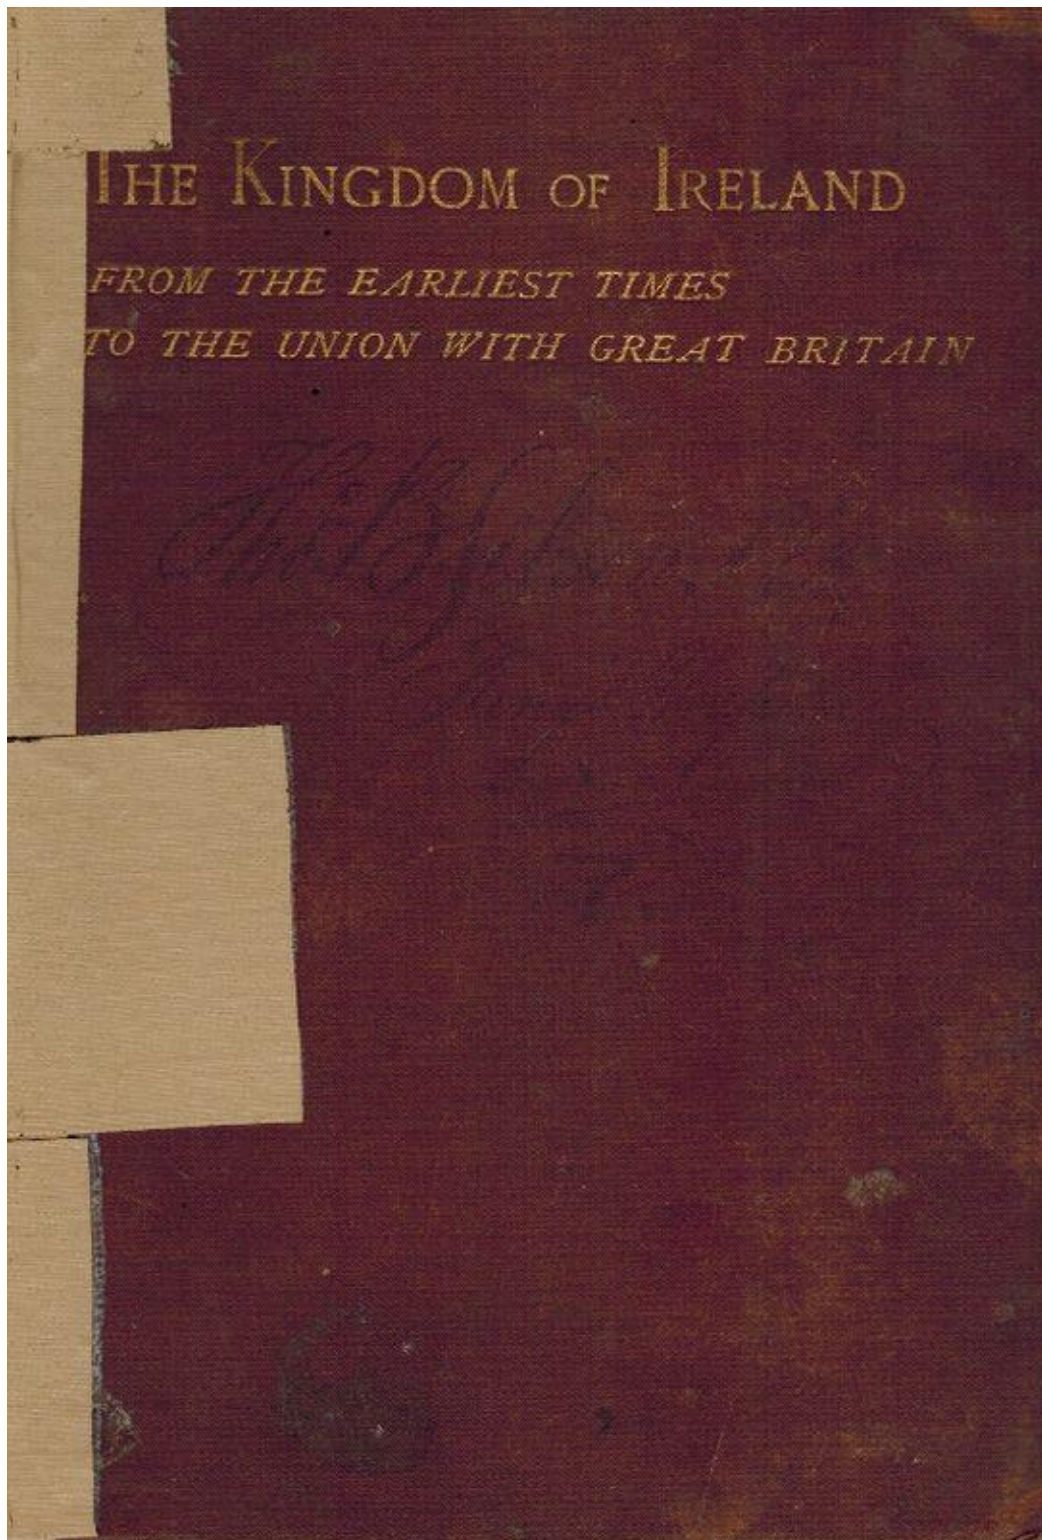 THE KINGDOM OF IRELAND
FROM THE EARLIEST TIMES
TO THE UNION WITH GREAT BRITAIN